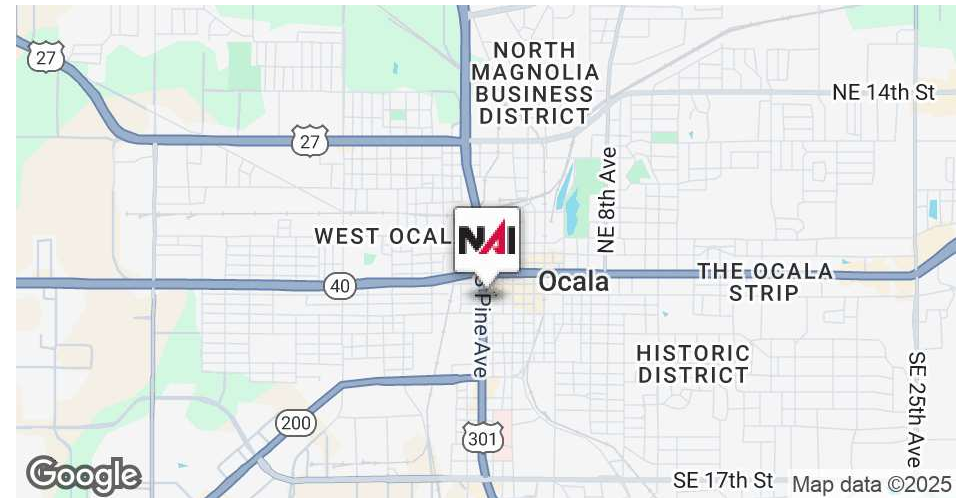 27
NORTH
MAGNOLIA
BUSINESS
DISTRICT
NE 14th St
27
NE 8th Ave
WEST OCAL
NAI
40
Ocala
THE OCALA
STRIP
S Pine Ave
HISTORIC
DISTRICT
SE 25th Ave
200
301
Google
SE 17th St
Map data ©2025